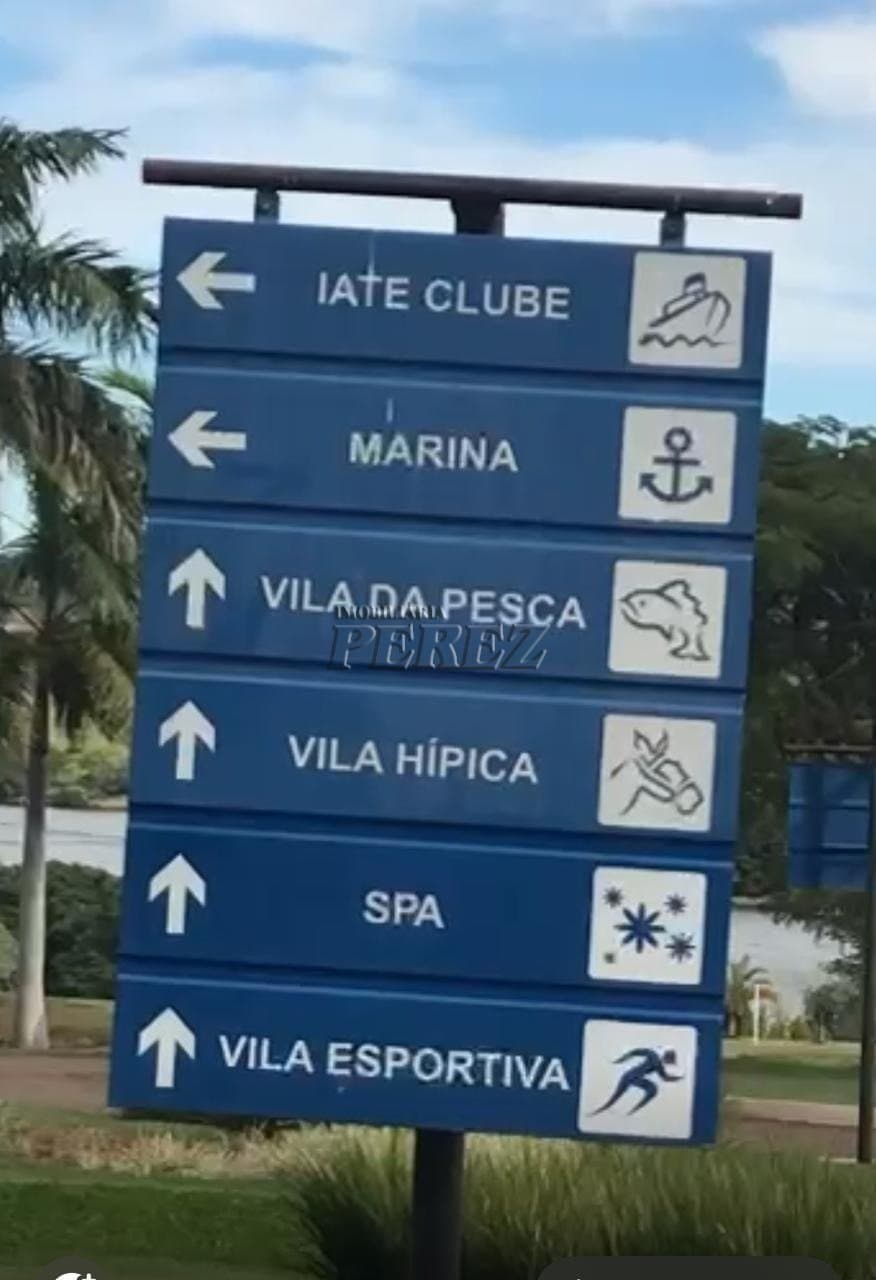 IATE CLUBE
MARINA
VILA DA PESCA
IMOBILIÁRIA
PEREZ
VILA HÍPICA
SPA
VILA ESPORTIVA